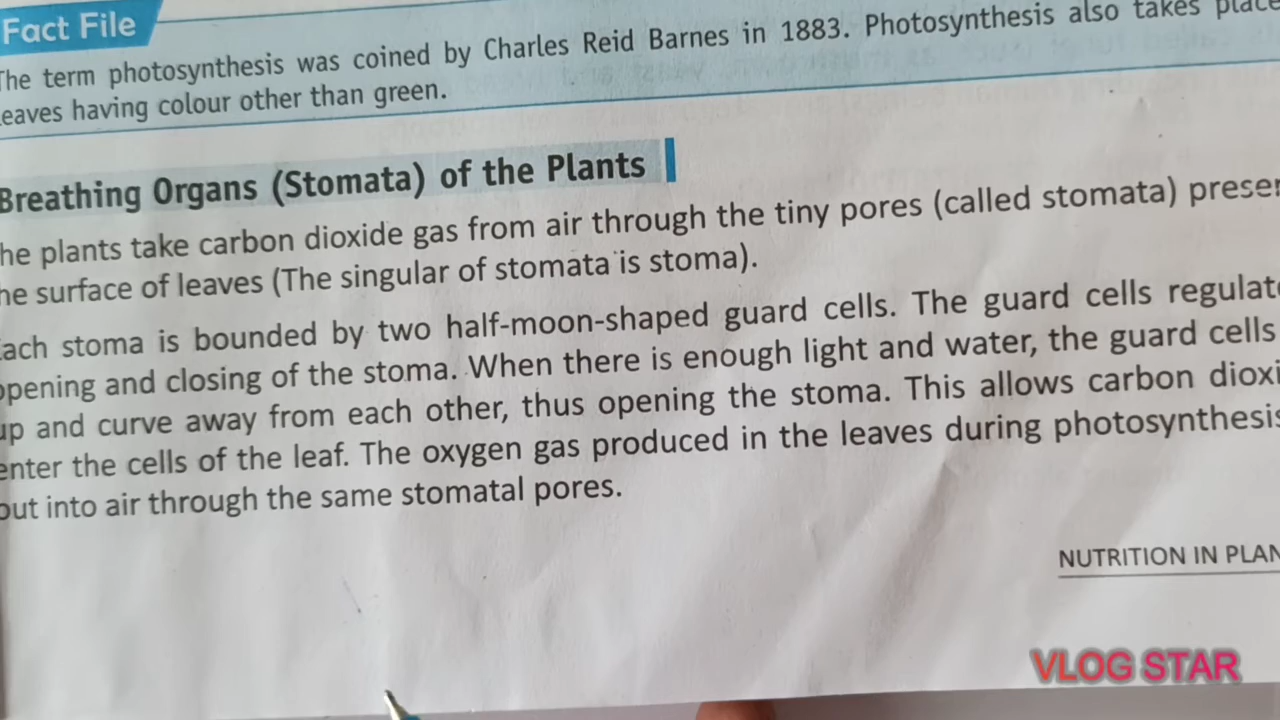 Fact File
The term photosynthesis was coined by Charles Reid Barnes in 1883. Photosynthesis also takes place
eaves having colour other than green.
Breathing Organs (Stomata) of the Plants
he plants take carbon dioxide gas from air through the tiny pores (called stomata) presen
he surface of leaves (The singular of stomata is stoma).
Each stoma is bounded by two half-moon-shaped guard cells. The guard cells regulate
opening and closing of the stoma. When there is enough light and water, the guard cells
up and curve away from each other, thus opening the stoma. This allows carbon dioxi
enter the cells of the leaf. The oxygen gas produced in the leaves during photosynthesis
out into air through the same stomatal pores.
NUTRITION IN PLAN
VLOG STAR